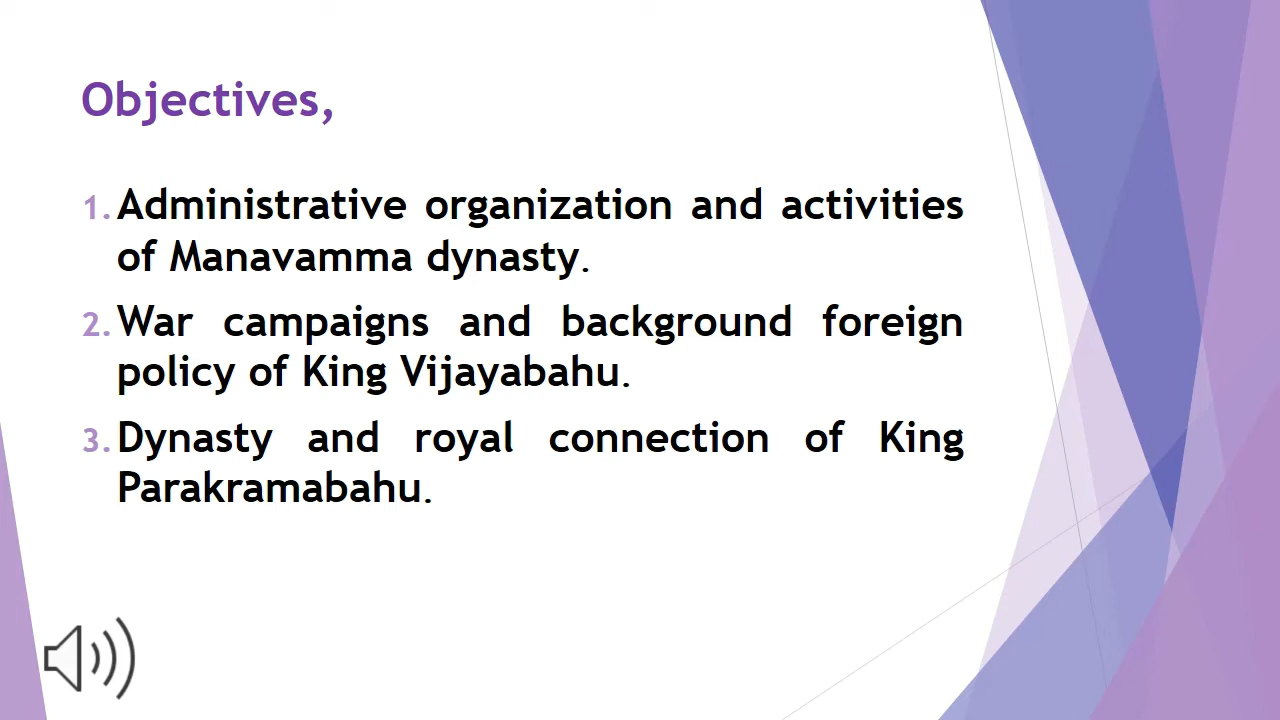 Objectives,
1. Administrative organization and activities
of Manavamma dynasty.
2. War campaigns and background foreign
policy of King Vijayabahu.
3. Dynasty and royal connection of King
Parakramabahu.